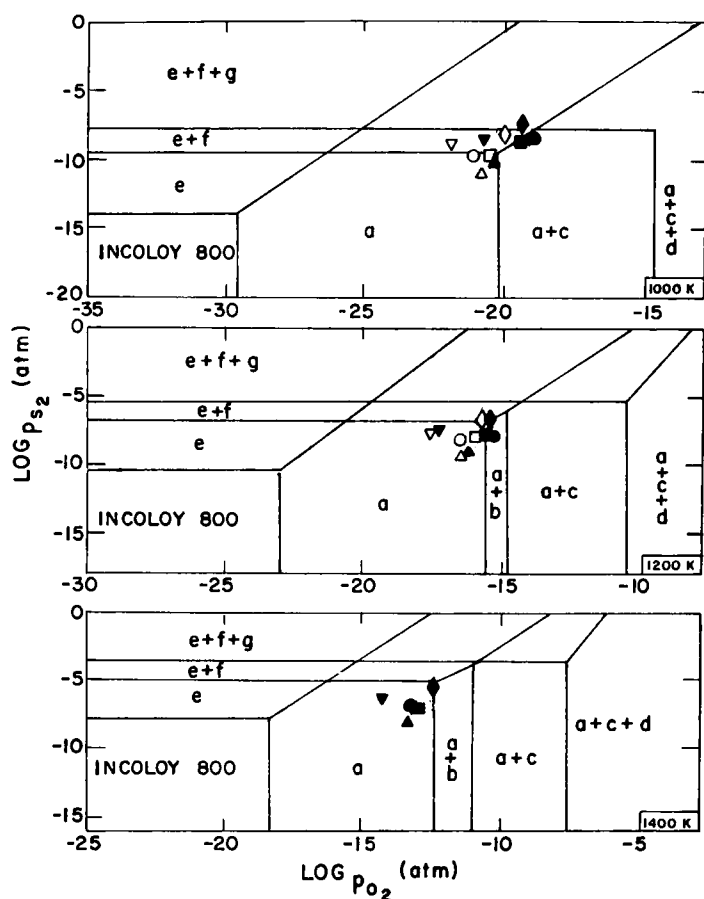 0
e+f+g
-5
e+f
-10
e
-15
INCOLOY 800
a
a+c
a+c+d
-20
1000 K
-35
-30
-25
-20
-15
0
e+f+g
-5
e+f
e
-10
-15
INCOLOY 800
a
a+b
a+c
a+c+d
1200 K
-30
-25
-20
-15
-10
LOG pS2 (atm)
0
e+f+g
e+f
-5
e
-10
INCOLOY 800
a
a+b
a+c
a+c+d
-15
1400 K
-25
-20
-15
-10
-5
LOG pO2 (atm)